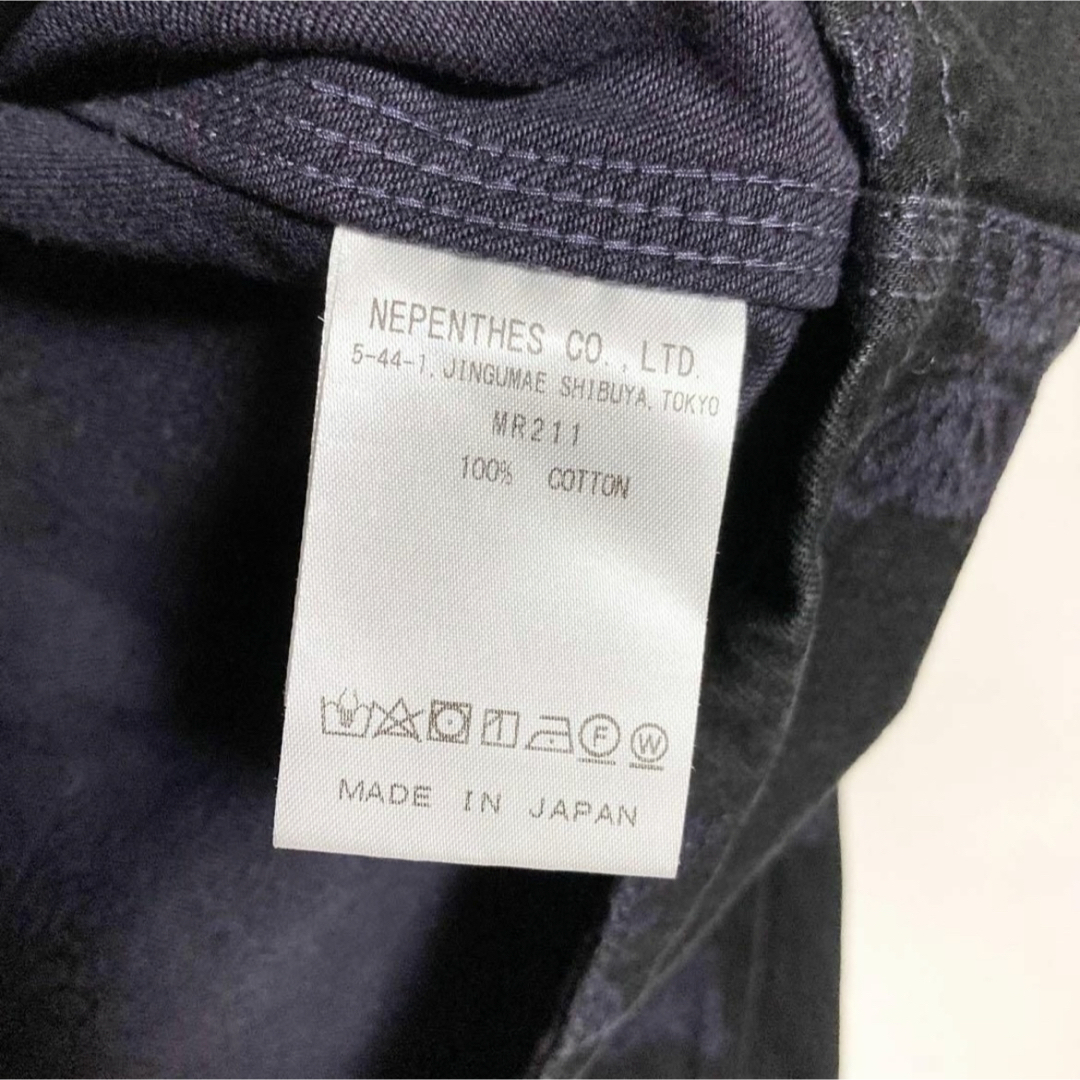 NEPENTHES CO., LTD.
5-44-1, JINGUMAE SHIBUYA, TOKYO
MR211
100% COTTON
F W
MADE IN JAPAN